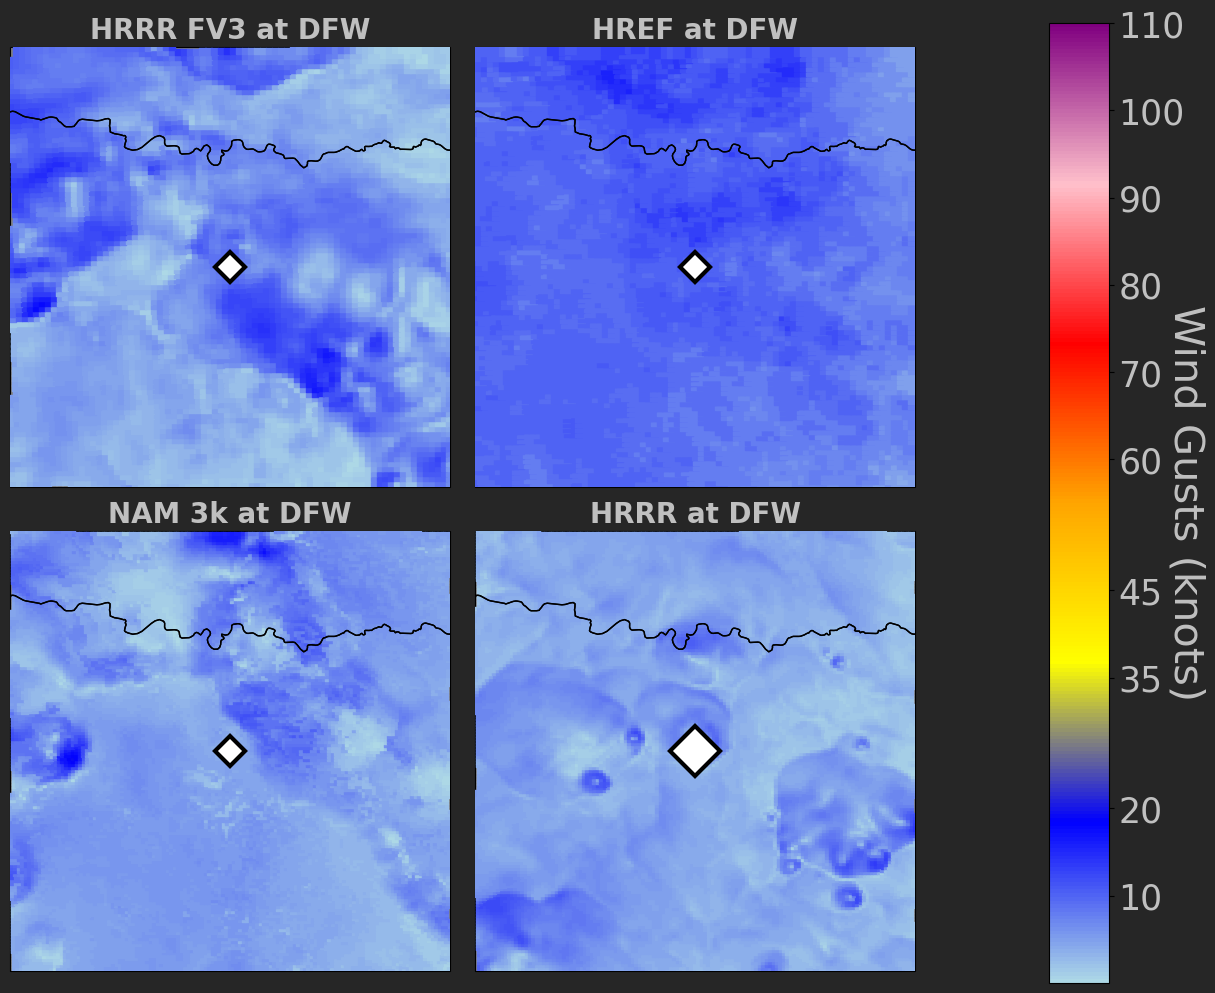 HRRR FV3 at DFW
HREF at DFW
NAM 3k at DFW
HRRR at DFW
110
100
90
80
70
60
45
35
20
10
Wind Gusts (knots)